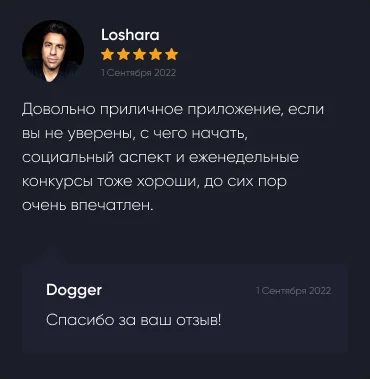 Loshara
1 Сентября 2022
Довольно приличное приложение, если
вы не уверены, с чего начать,
социальный аспект и еженедельные
конкурсы тоже хороши, до сих пор
очень впечатлен.
Dogger
1 Сентября 2022
Спасибо за ваш отзыв!